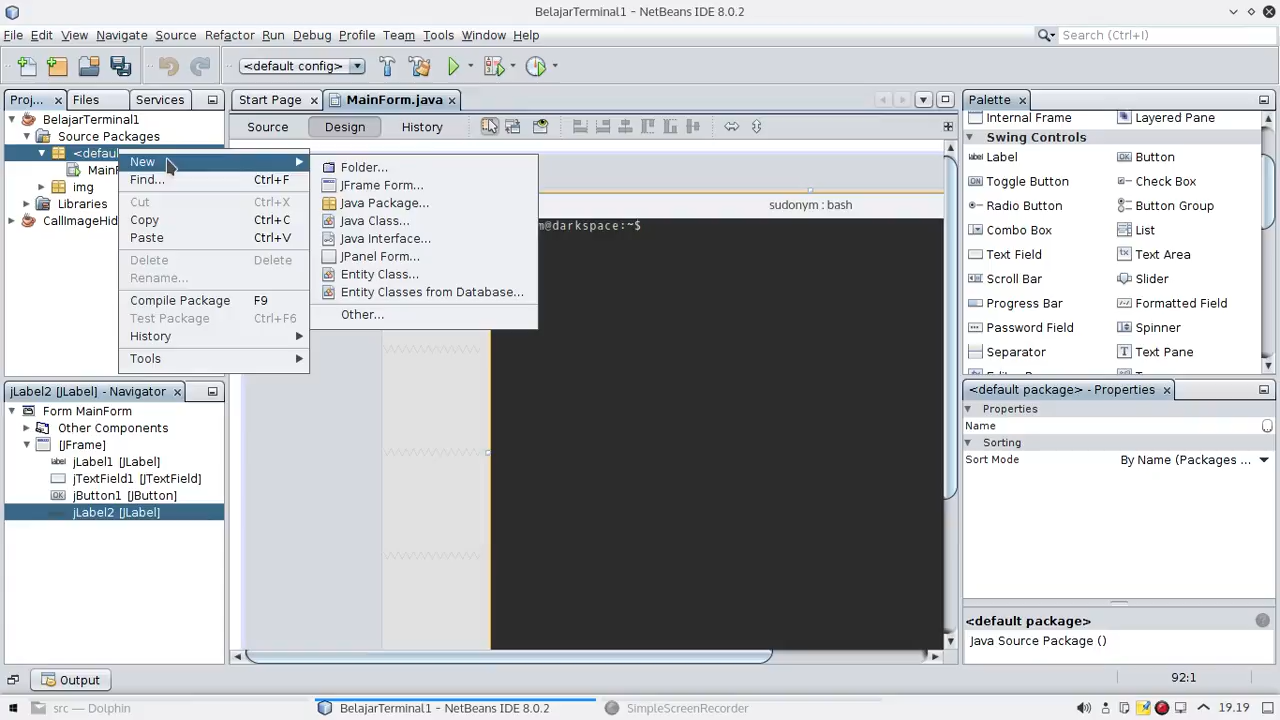 BelajarTerminal1 - NetBeans IDE 8.0.2
File Edit View Navigate Source Refactor Run Debug Profile Team Tools Window Help
Search (Ctrl+I)
<default config>
Proj... Files Services
Start Page MainForm.java
Palette
BelajarTerminal1
Source Packages
<defau
Main
img
Libraries
CallImageHid
Source Design History
New
Find... Ctrl+F
Cut Ctrl+X
Copy Ctrl+C
Paste Ctrl+V
Delete Delete
Rename...
Compile Package F9
Test Package Ctrl+F6
History
Tools
Folder...
JFrame Form...
Java Package...
Java Class...
Java Interface...
JPanel Form...
Entity Class...
Entity Classes from Database...
Other...
sudonym : bash
m@darkspace:~$
Internal Frame Layered Pane
Swing Controls
Label Button
Toggle Button Check Box
Radio Button Button Group
Combo Box List
Text Field Text Area
Scroll Bar Slider
Progress Bar Formatted Field
Password Field Spinner
Separator Text Pane
jLabel2 [JLabel] - Navigator
Form MainForm
Other Components
[JFrame]
jLabel1 [JLabel]
jTextField1 [JTextField]
jButton1 [JButton]
jLabel2 [JLabel]
<default package> - Properties
Properties
Name
Sorting
Sort Mode By Name (Packages ...
<default package>
Java Source Package ()
Output
92:1
src — Dolphin
BelajarTerminal1 - NetBeans IDE 8.0.2
SimpleScreenRecorder
19.19